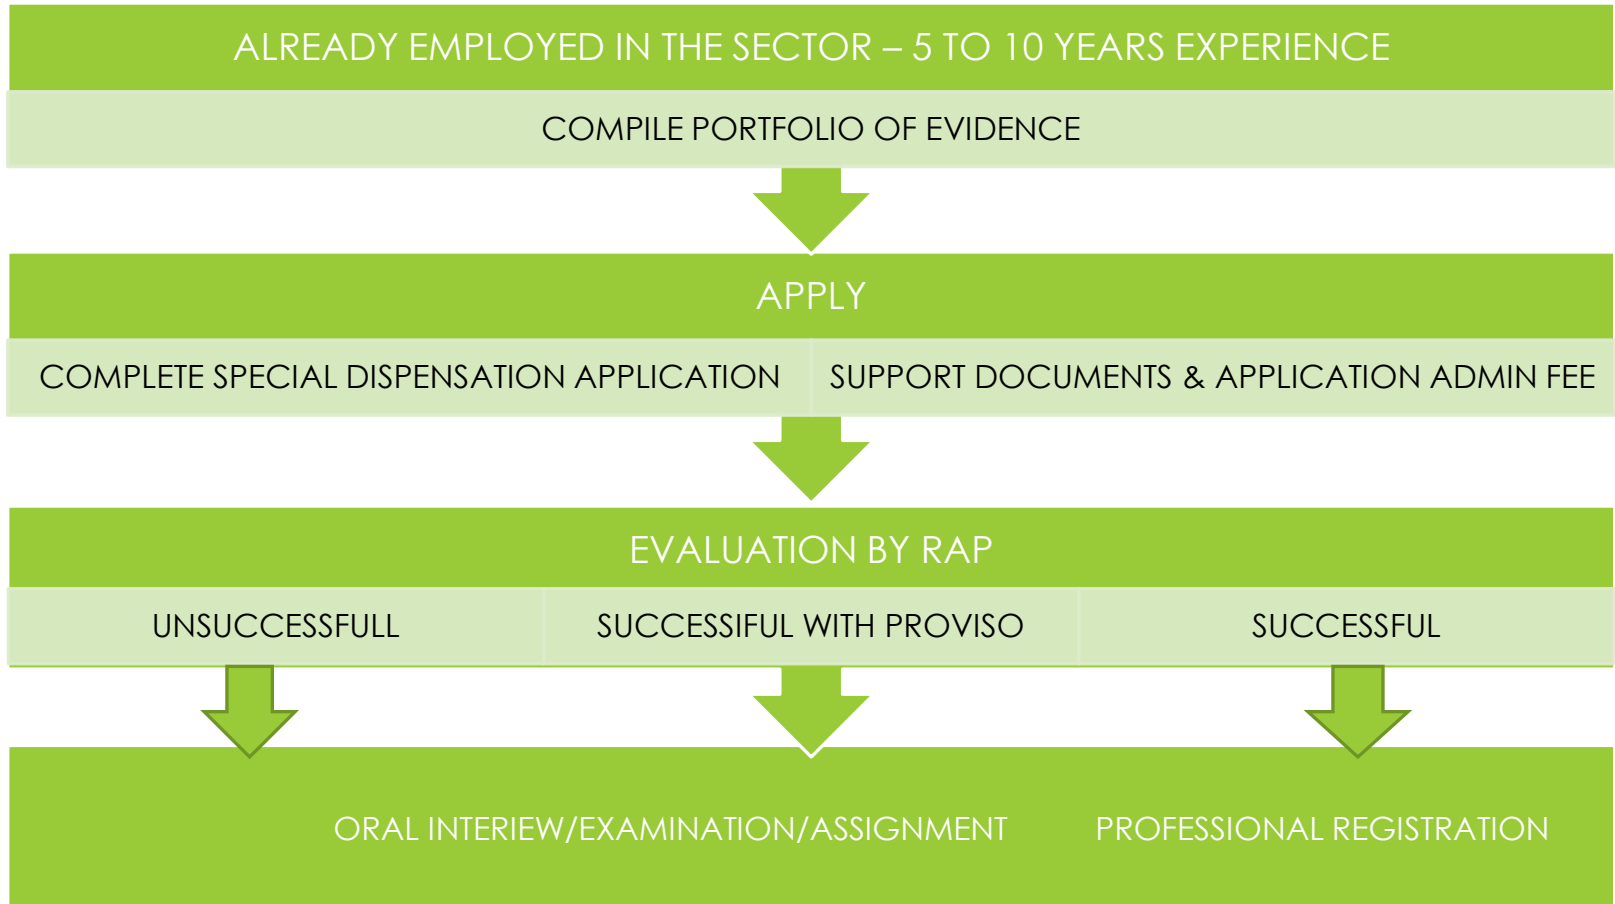 ALREADY EMPLOYED IN THE SECTOR – 5 TO 10 YEARS EXPERIENCE
COMPILE PORTFOLIO OF EVIDENCE
APPLY
COMPLETE SPECIAL DISPENSATION APPLICATION
SUPPORT DOCUMENTS & APPLICATION ADMIN FEE
EVALUATION BY RAP
UNSUCCESSFULL
SUCCESSIFUL WITH PROVISO
SUCCESSFUL
ORAL INTERIEW/EXAMINATION/ASSIGNMENT
PROFESSIONAL REGISTRATION